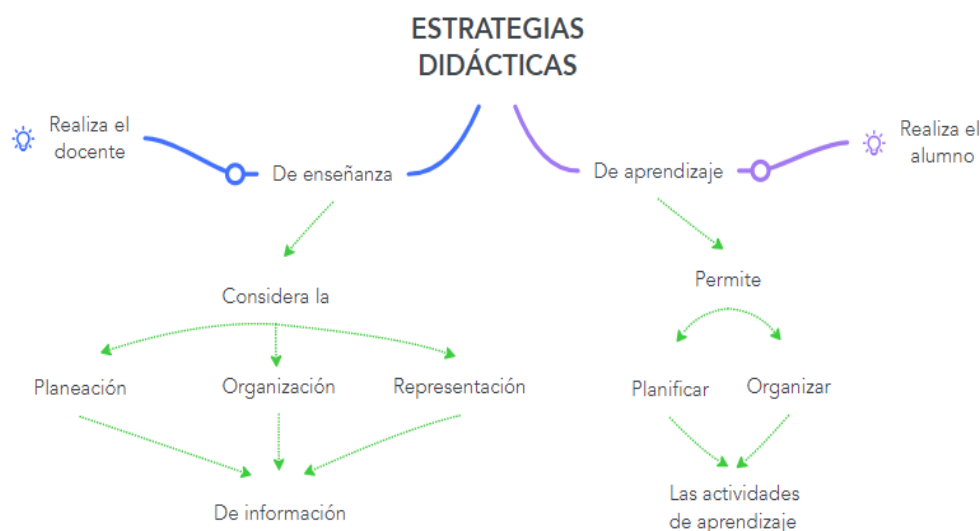 ESTRATEGIAS
DIDÁCTICAS
Realiza el
docente
De enseñanza
De aprendizaje
Realiza el
alumno
Considera la
Permite
Planeación
Organización
Representación
Planificar
Organizar
De información
Las actividades
de aprendizaje